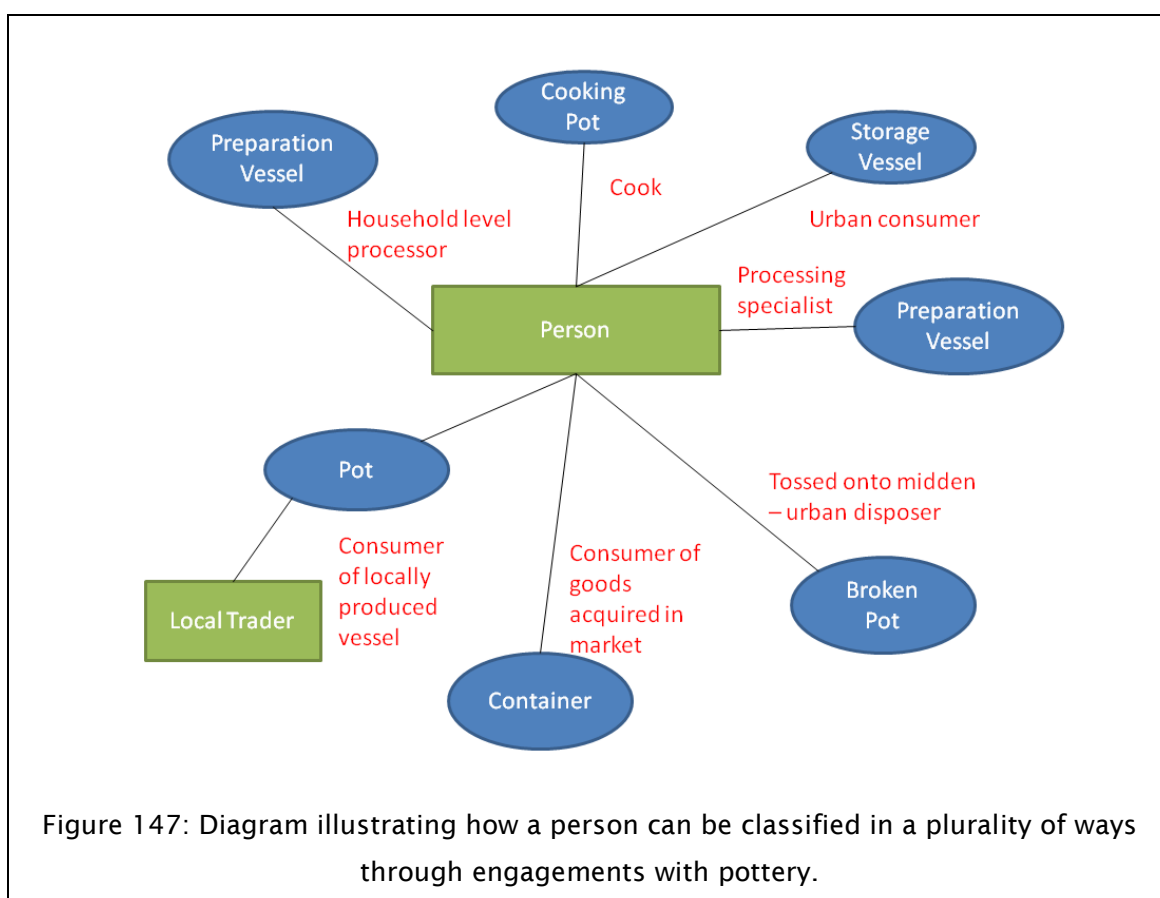 Cooking
Pot
Preparation
Vessel
Storage
Vessel
Cook
Household level
processor
Urban consumer
Processing
specialist
Person
Preparation
Vessel
Pot
Tossed onto midden
– urban disposer
Consumer
of locally
produced
vessel
Consumer of
goods
acquired in
market
Local Trader
Broken
Pot
Container
Figure 147: Diagram illustrating how a person can be classified in a plurality of ways
through engagements with pottery.